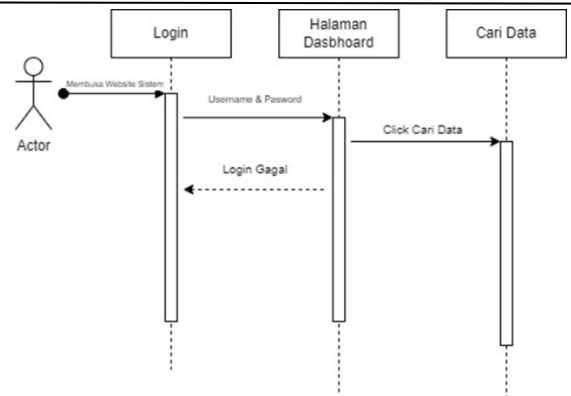 Login
Halaman
Dasbhoard
Cari Data
Membuka Website Sistem
Username & Pasword
Click Cari Data
Actor
Login Gagal